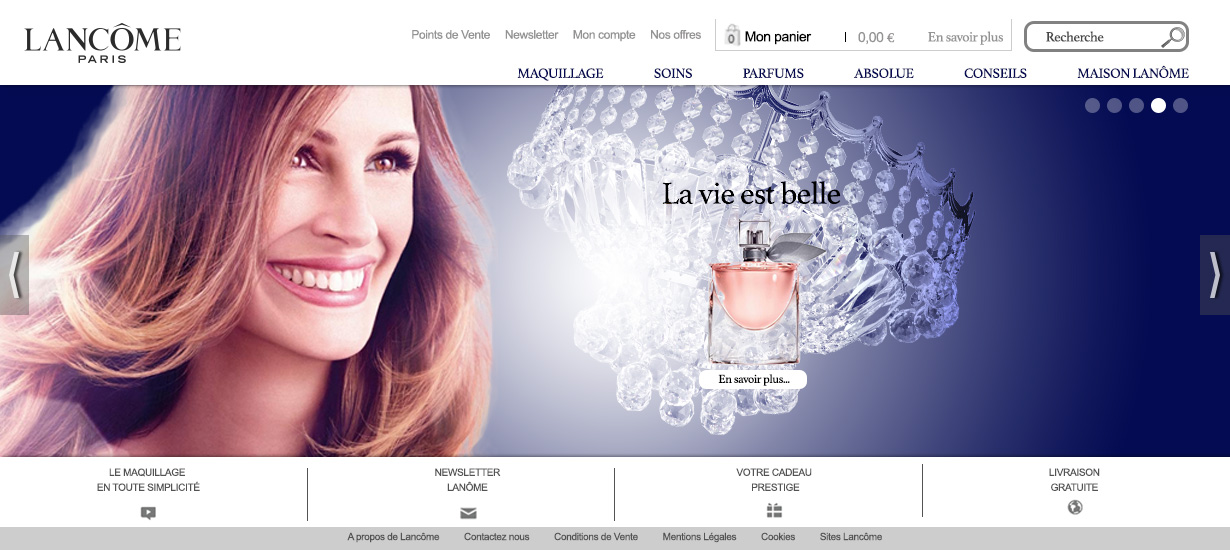 LANCÔME
PARIS
Points de Vente Newsletter Mon compte Nos offres
0 Mon panier 0,00 € En savoir plus
Recherche
MAQUILLAGE SOINS PARFUMS ABSOLUE CONSEILS MAISON LANÔME
La vie est belle
En savoir plus...
LE MAQUILLAGE
EN TOUTE SIMPLICITÉ
NEWSLETTER
LANÔME
VOTRE CADEAU
PRESTIGE
LIVRAISON
GRATUITE
A propos de Lancôme Contactez nous Conditions de Vente Mentions Légales Cookies Sites Lancôme